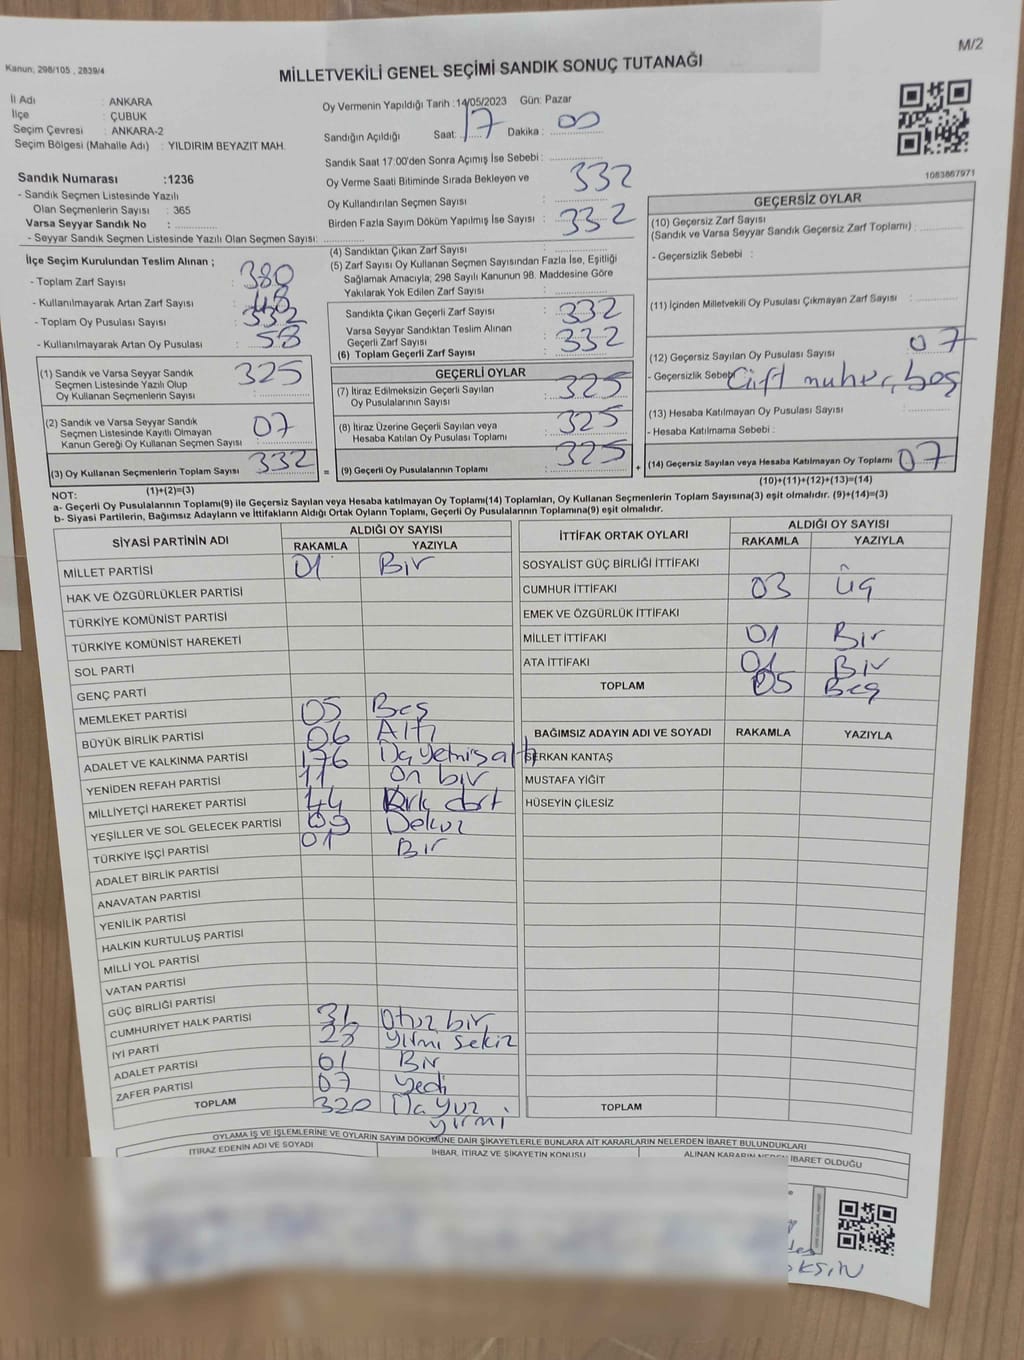 M/2
Kanun, 298/105 , 2839/4
MİLLETVEKİLİ GENEL SEÇİMİ SANDIK SONUÇ TUTANAĞI
İl Adı : ANKARA
İlçe : ÇUBUK
Seçim Çevresi : ANKARA-2
Seçim Bölgesi (Mahalle Adı) : YILDIRIM BEYAZIT MAH.
Sandık Numarası :1236
- Sandık Seçmen Listesinde Yazılı
Olan Seçmenlerin Sayısı : 365
Varsa Seyyar Sandık No :
- Seyyar Sandık Seçmen Listesinde Yazılı Olan Seçmen Sayısı:
Oy Vermenin Yapıldığı Tarih :14/05/2023 Gün: Pazar
Sandığın Açıldığı Saat: 17 Dakika : 00
Sandık Saat 17:00'den Sonra Açımış İse Sebebi :
Oy Verme Saati Bitiminde Sırada Bekleyen ve
Oy Kullandırılan Seçmen Sayısı : 332
Birden Fazla Sayım Döküm Yapılmış İse Sayısı : 332
1083867971
İlçe Seçim Kurulundan Teslim Alınan ;
- Toplam Zarf Sayısı : 380
- Kullanılmayarak Artan Zarf Sayısı : 48
- Toplam Oy Pusulası Sayısı : 332
- Kullanılmayarak Artan Oy Pusulası : 58
(1) Sandık ve Varsa Seyyar Sandık
Seçmen Listesinde Yazılı Olup
Oy Kullanan Seçmenlerin Sayısı : 325
(2) Sandık ve Varsa Seyyar Sandık
Seçmen Listesinde Kayıtlı Olmayan
Kanun Gereği Oy Kullanan Seçmen Sayısı : 07
(3) Oy Kullanan Seçmenlerin Toplam Sayısı : 332
(1)+(2)=(3)
(4) Sandıktan Çıkan Zarf Sayısı :
(5) Zarf Sayısı Oy Kullanan Seçmen Sayısından Fazla İse, Eşitliği
Sağlamak Amacıyla; 298 Sayılı Kanunun 98. Maddesine Göre
Yakılarak Yok Edilen Zarf Sayısı :
Sandıkta Çıkan Geçerli Zarf Sayısı : 332
Varsa Seyyar Sandıktan Teslim Alınan
Geçerli Zarf Sayısı : 332
(6) Toplam Geçerli Zarf Sayısı :
GEÇERLİ OYLAR
(7) İtiraz Edilmeksizin Geçerli Sayılan
Oy Pusulalarının Sayısı : 325
(8) İtiraz Üzerine Geçerli Sayılan veya
Hesaba Katılan Oy Pusulası Toplamı : 325
= (9) Geçerli Oy Pusulalarının Toplamı : 325
GEÇERSİZ OYLAR
(10) Geçersiz Zarf Sayısı
(Sandık ve Varsa Seyyar Sandık Geçersiz Zarf Toplamı) :
- Geçersizlik Sebebi :
(11) İçinden Milletvekili Oy Pusulası Çıkmayan Zarf Sayısı :
(12) Geçersiz Sayılan Oy Pusulası Sayısı : 07
- Geçersizlik Sebebi Çift muher, boş
(13) Hesaba Katılmayan Oy Pusulası Sayısı :
- Hesaba Katılmama Sebebi :
+ (14) Geçersiz Sayılan veya Hesaba Katılmayan Oy Toplamı : 07
(10)+(11)+(12)+(13)=(14)
NOT:
a- Geçerli Oy Pusulalarının Toplamı(9) ile Geçersiz Sayılan veya Hesaba katılmayan Oy Toplamı(14) Toplamları, Oy Kullanan Seçmenlerin Toplam Sayısına(3) eşit olmalıdır. (9)+(14)=(3)
b- Siyasi Partilerin, Bağımsız Adayların ve İttifakların Aldığı Ortak Oyların Toplamı, Geçerli Oy Pusulalarının Toplamına(9) eşit olmalıdır.
SİYASİ PARTİNİN ADI ALDIĞI OY SAYISI
RAKAMLA YAZIYLA
MİLLET PARTİSİ 01 Bir
HAK VE ÖZGÜRLÜKLER PARTİSİ
TÜRKİYE KOMÜNİST PARTİSİ
TÜRKİYE KOMÜNİST HAREKETİ
SOL PARTİ
GENÇ PARTİ
MEMLEKET PARTİSİ 05 Beş
BÜYÜK BİRLİK PARTİSİ 06 Altı
ADALET VE KALKINMA PARTİSİ 176 Da yetmişaltı
YENİDEN REFAH PARTİSİ 11 On bir
MİLLİYETÇİ HAREKET PARTİSİ 44 Kırk dört
YEŞİLLER VE SOL GELECEK PARTİSİ 09 Dokuz
TÜRKİYE İŞÇİ PARTİSİ 01 Bir
ADALET BİRLİK PARTİSİ
ANAVATAN PARTİSİ
YENİLİK PARTİSİ
HALKIN KURTULUŞ PARTİSİ
MİLLİ YOL PARTİSİ
VATAN PARTİSİ
GÜÇ BİRLİĞİ PARTİSİ
CUMHURİYET HALK PARTİSİ 31 Otuz bir
İYİ PARTİ 28 yirmi sekiz
ADALET PARTİSİ 01 Bir
ZAFER PARTİSİ 07 yedi
TOPLAM 320 Da yuz
yirmi
İTTİFAK ORTAK OYLARI ALDIĞI OY SAYISI
RAKAMLA YAZIYLA
SOSYALİST GÜÇ BİRLİĞİ İTTİFAKI
CUMHUR İTTİFAKI 03 üç
EMEK VE ÖZGÜRLÜK İTTİFAKI
MİLLET İTTİFAKI 01 Bir
ATA İTTİFAKI 01 Bir
TOPLAM 05 Beş
BAĞIMSIZ ADAYIN ADI VE SOYADI RAKAMLA YAZIYLA
SERKAN KANTAŞ
MUSTAFA YİĞİT
HÜSEYİN ÇİLESİZ
TOPLAM
OYLAMA İŞ VE İŞLEMLERİNE VE OYLARIN SAYIM DÖKÜMÜNE DAİR ŞİKAYETLERLE BUNLARA AİT KARARLARIN NELERDEN İBARET BULUNDUKLARI
İTİRAZ EDENİN ADI VE SOYADI İHBAR, İTİRAZ VE ŞİKAYETİN KONUSU ALINAN KARARIN NEDEN İBARET OLDUĞU